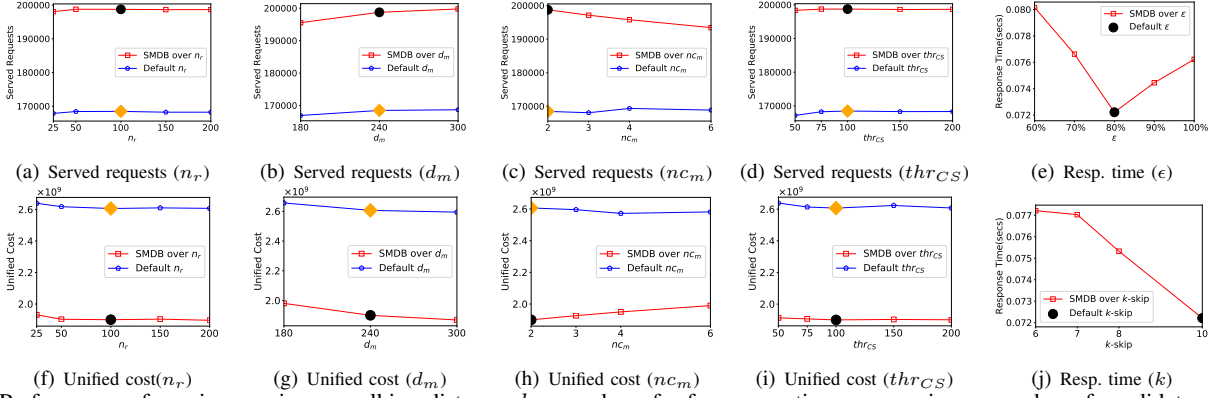 200000
190000
180000
170000
Served Requests
SMDB over n_r
Default n_r
25 50 100 150 200
n_r
(a) Served requests (n_r)
200000
190000
180000
170000
Served Requests
SMDB over d_m
Default d_m
180 240 300
d_m
(b) Served requests (d_m)
200000
190000
180000
170000
Served Requests
SMDB over nc_m
Default nc_m
2 3 4 6
nc_m
(c) Served requests (nc_m)
200000
190000
180000
170000
Served Requests
SMDB over thr_CS
Default thr_CS
50 75 100 150 200
thr_CS
(d) Served requests (thr_CS)
0.080
0.078
0.076
0.074
0.072
Response Time(secs)
SMDB over ε
Default ε
60% 70% 80% 90% 100%
ε
(e) Resp. time (ϵ)
×10⁹
2.6
2.4
2.2
2.0
Unified Cost
SMDB over n_r
Default n_r
25 50 100 150 200
n_r
(f) Unified cost(n_r)
×10⁹
2.6
2.4
2.2
2.0
Unified Cost
SMDB over d_m
Default d_m
180 240 300
d_m
(g) Unified cost (d_m)
×10⁹
2.6
2.4
2.2
2.0
Unified Cost
SMDB over nc_m
Default nc_m
2 3 4 6
nc_m
(h) Unified cost (nc_m)
×10⁹
2.6
2.4
2.2
2.0
Unified Cost
SMDB over thr_CS
Default thr_CS
50 75 100 150 200
thr_CS
(i) Unified cost (thr_CS)
0.077
0.076
0.075
0.074
0.073
0.072
Response Time(secs)
SMDB over k-skip
Default k-skip
6 7 8 10
k-skip
(j) Resp. time (k)